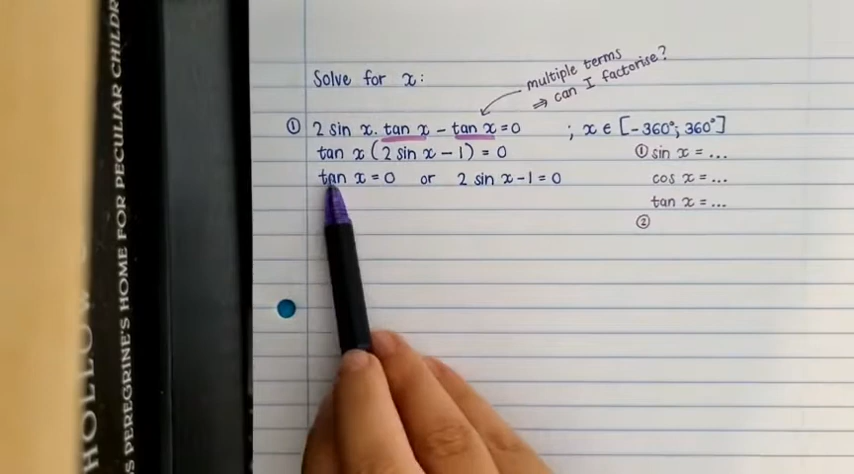 HOLLOW
S PEREGRINE'S HOME FOR PECULIAR CHILDREN
Solve for x:
multiple terms
⇒ can I factorise?
① 2 sin x. tan x - tan x = 0 ; x ∈ [-360°; 360°]
tan x (2 sin x - 1) = 0 ① sin x = ...
tan x = 0 or 2 sin x - 1 = 0 cos x = ...
tan x = ...
②